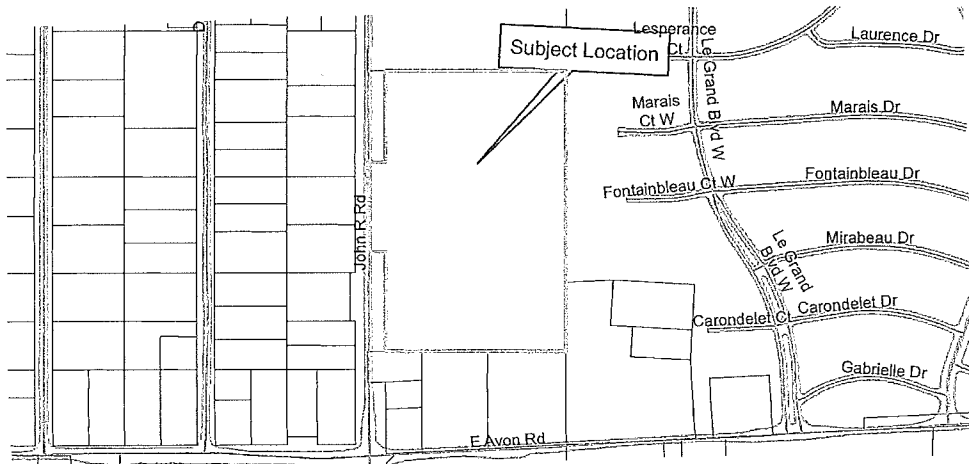 Subject Location
Lesperance
Ct
Le Grand Blvd W
Laurence Dr
Marais
Ct W
Marais Dr
Fontainbleau Ct W
Fontainbleau Dr
John R Rd
Le Grand
Blvd W
Mirabeau Dr
Carondelet Ct
Carondelet Dr
Gabrielle Dr
E Avon Rd